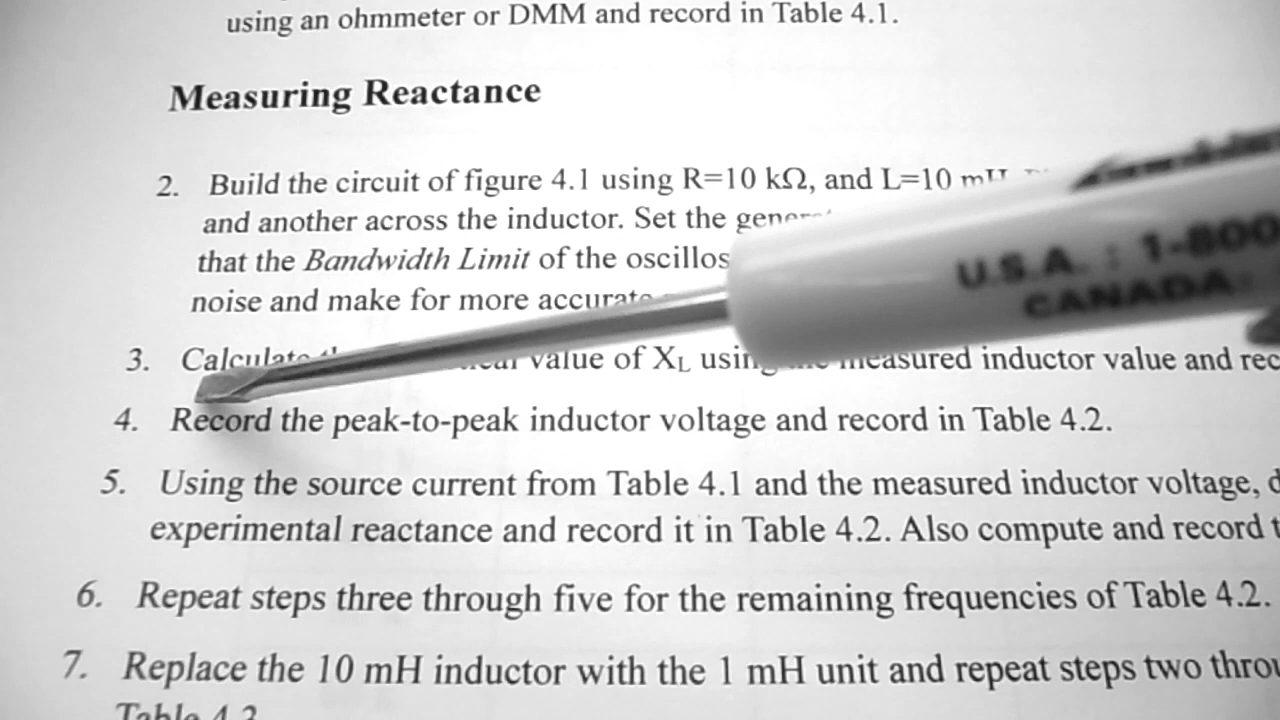 using an ohmmeter or DMM and record in Table 4.1.
Measuring Reactance
2. Build the circuit of figure 4.1 using R=10 kΩ, and L=10
and another across the inductor. Set the
that the Bandwidth Limit of the
noise and make for more
3. value of XL measured inductor value and
4. Record the peak-to-peak inductor voltage and record in Table 4.2.
5. Using the source current from Table 4.1 and the measured inductor voltage,
experimental reactance and record it in Table 4.2. Also compute and record
6. Repeat steps three through five for the remaining frequencies of Table 4.2.
7. Replace the 10 mH inductor with the 1 mH unit and repeat steps two
Table 4.3
U.S.A. : 1-800
CANADA